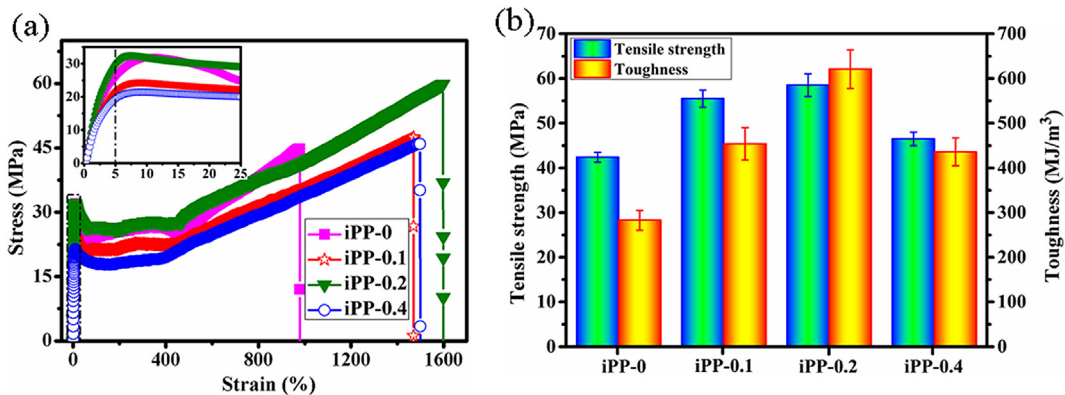 (a)
Stress (MPa)
60
45
30
15
0
30
20
10
0
0 5 10 15 20 25
iPP-0
iPP-0.1
iPP-0.2
iPP-0.4
0 400 800 1200 1600
Strain (%)
(b)
Tensile strength (MPa)
70
60
50
40
30
20
10
0
Tensile strength
Toughness
700
600
500
400
300
200
100
0
Toughness (MJ/m³)
iPP-0 iPP-0.1 iPP-0.2 iPP-0.4